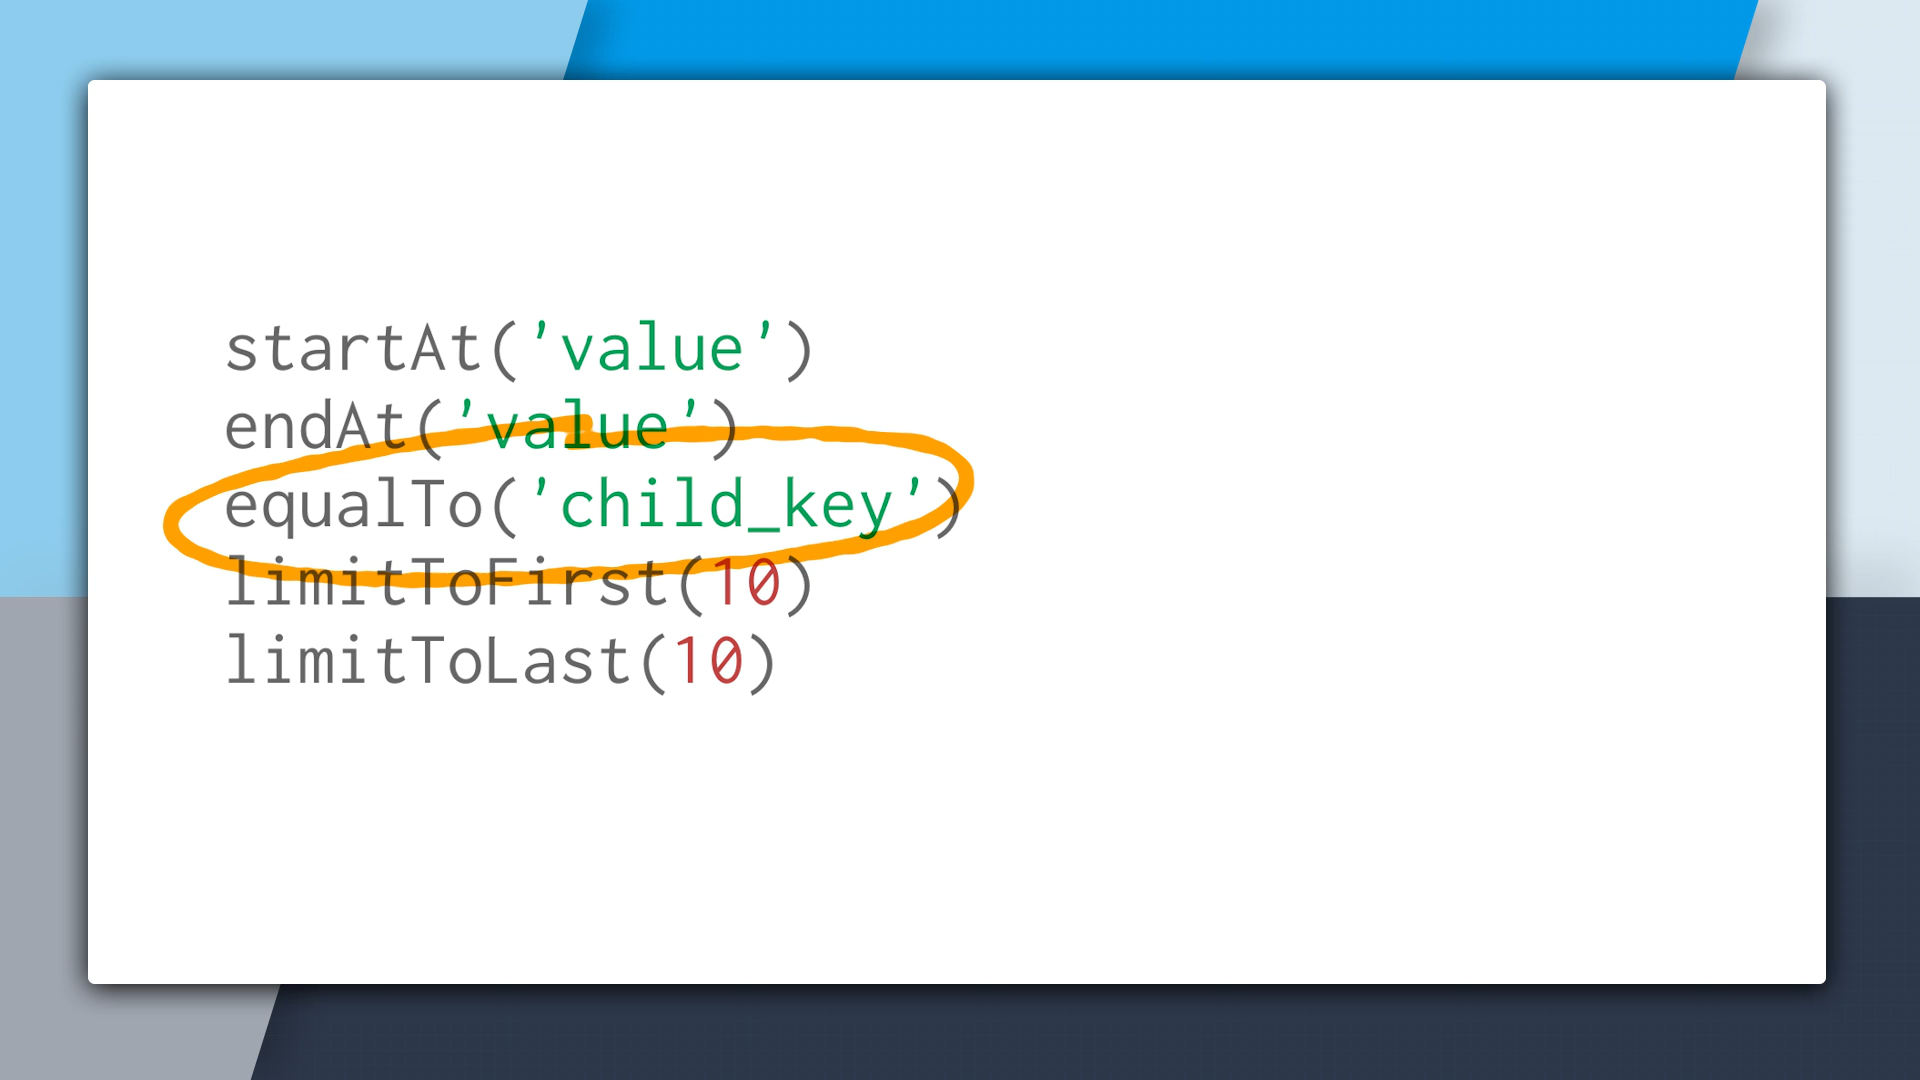 startAt('value')
endAt('value')
equalTo('child_key')
limitToFirst(10)
limitToLast(10)